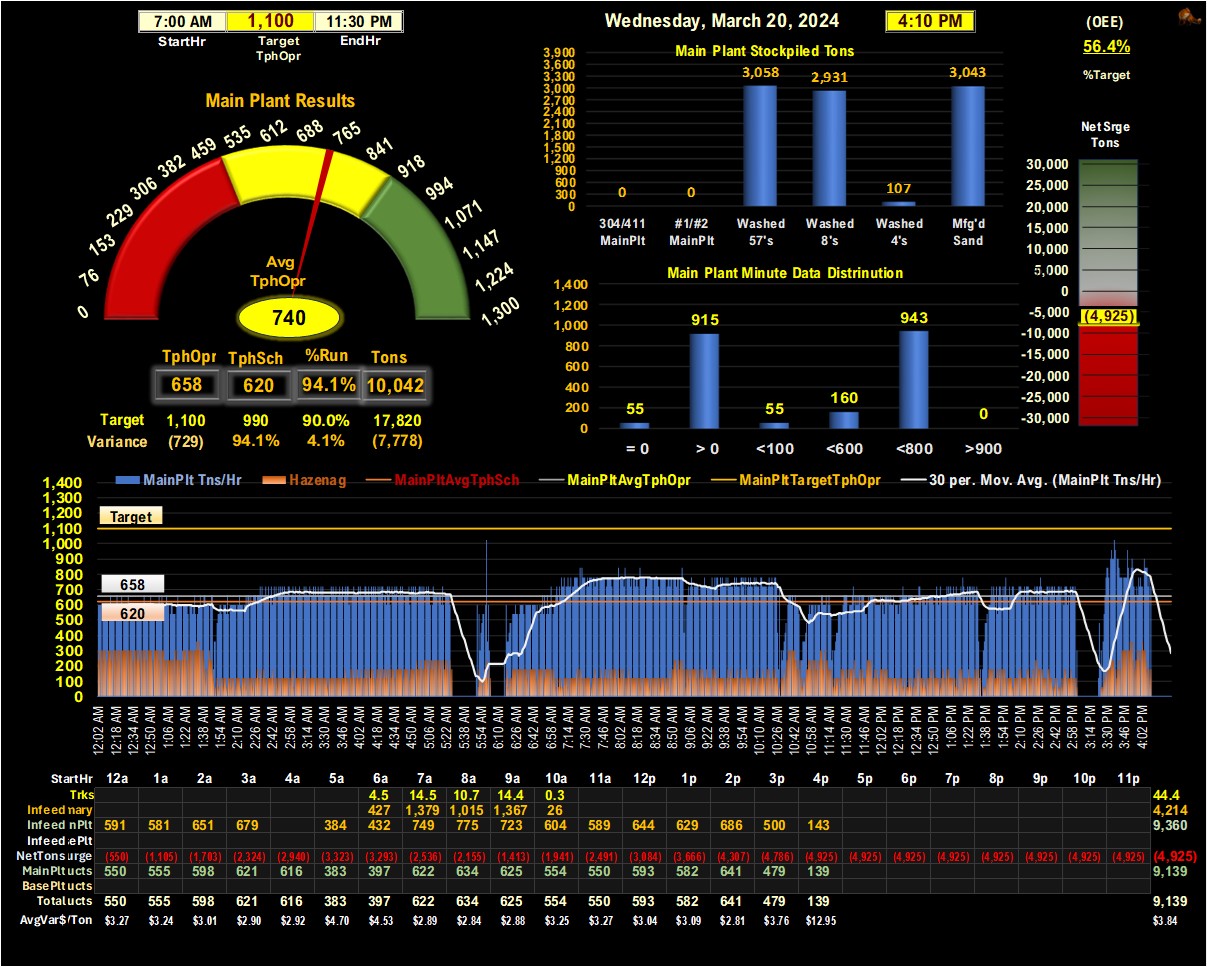 7:00 AM 1,100 11:30 PM
StartHr Target TphOpr EndHr
Wednesday, March 20, 2024 4:10 PM
(OEE)
56.4%
%Target
Main Plant Results
0 76 153 229 306 382 459 535 612 688 765 841 918 994 1,071 1,147 1,224 1,300
Avg
TphOpr
740
TphOpr TphSch %Run Tons
658 620 94.1% 10,042
Target 1,100 990 90.0% 17,820
Variance (729) 94.1% 4.1% (7,778)
Main Plant Stockpiled Tons
3,900
3,600
3,300
3,000
2,700
2,400
2,100
1,800
1,500
1,200
900
600
300
0
0 0 3,058 2,931 107 3,043
304/411 #1/#2 Washed Washed Washed Mfg'd
MainPlt MainPlt 57's 8's 4's Sand
Main Plant Minute Data Distrinution
1,400
1,200
1,000
800
600
400
200
0
55 915 55 160 943 0
= 0 > 0 <100 <600 <800 >900
Net Srge
Tons
30,000
25,000
20,000
15,000
10,000
5,000
0
-5,000
(4,925)
-10,000
-15,000
-20,000
-25,000
-30,000
MainPlt Tns/Hr Hazenag MainPltAvgTphSch MainPltAvgTphOpr MainPltTargetTphOpr 30 per. Mov. Avg. (MainPlt Tns/Hr)
1,400
1,300
1,200
1,100
1,000
900
800
700
600
500
400
300
200
100
0
Target
658
620
12:02 AM 12:18 AM 12:34 AM 12:50 AM 1:06 AM 1:22 AM 1:38 AM 1:54 AM 2:10 AM 2:26 AM 2:42 AM 2:58 AM 3:14 AM 3:30 AM 3:46 AM 4:02 AM 4:18 AM 4:34 AM 4:50 AM 5:06 AM 5:22 AM 5:54 AM 6:10 AM 6:26 AM 6:42 AM 6:58 AM 7:14 AM 7:30 AM 7:46 AM 8:02 AM 8:18 AM 8:34 AM 8:50 AM 9:06 AM 9:22 AM 9:38 AM 9:54 AM 10:10 AM 10:26 AM 10:42 AM 10:58 AM 11:14 AM 11:30 AM 11:46 AM 12:02 PM 12:18 PM 12:34 PM 12:50 PM 1:06 PM 1:22 PM 1:38 PM 1:54 PM 2:10 PM 2:26 PM 2:42 PM 2:58 PM 3:14 PM 3:30 PM 3:46 PM 4:02 PM
StartHr 12a 1a 2a 3a 4a 5a 6a 7a 8a 9a 10a 11a 12p 1p 2p 3p 4p 5p 6p 7p 8p 9p 10p 11p
Trks 4.5 14.5 10.7 14.4 0.3 44.4
Infeed nary 427 1,379 1,015 1,367 26 4,214
Infeed nPlt 591 581 651 679 384 432 749 775 723 604 589 644 629 686 500 143 9,360
Infeed ePlt
NetTons urge (550) (1,105) (1,703) (2,324) (2,940) (3,323) (3,293) (2,536) (2,155) (1,413) (1,941) (2,491) (3,084) (3,666) (4,307) (4,786) (4,925) (4,925) (4,925) (4,925) (4,925) (4,925) (4,925) (4,925) (4,925)
MainPlt ucts 550 555 598 621 616 383 397 622 634 625 554 550 593 582 641 479 139 9,139
BasePlt ucts
Total ucts 550 555 598 621 616 383 397 622 634 625 554 550 593 582 641 479 139 9,139
AvgVar$/Ton $3.27 $3.24 $3.01 $2.90 $2.92 $4.70 $4.53 $2.89 $2.84 $2.88 $3.25 $3.27 $3.04 $3.09 $2.81 $3.76 $12.95 $3.84